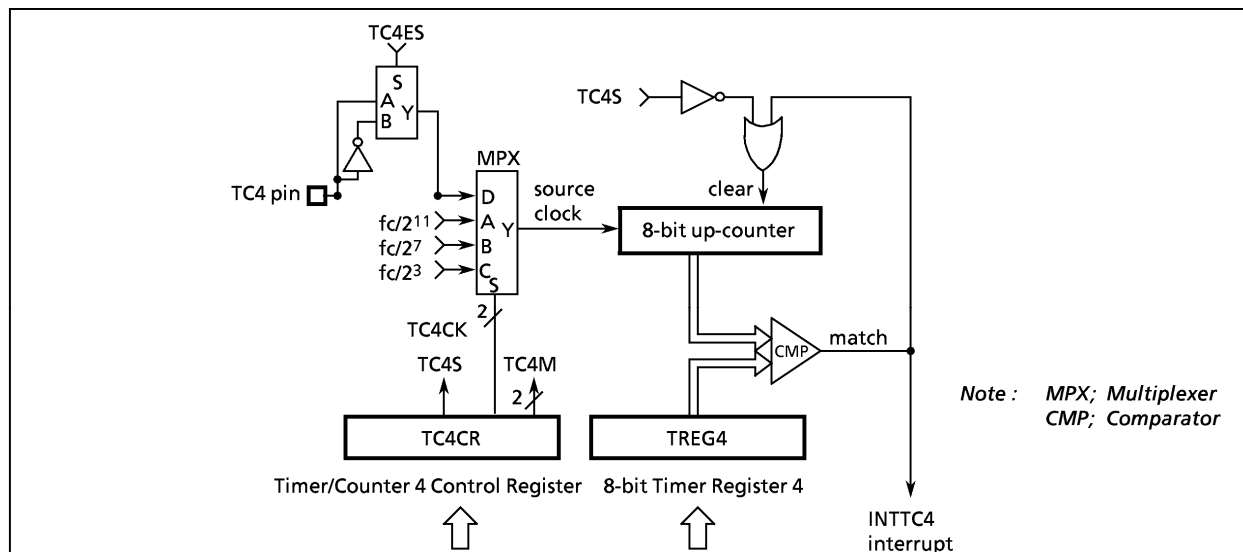 TC4ES
S
A
B
Y
TC4 pin
TC4S
MPX
D
A
B
C
Y
S
fc/2¹¹
fc/2⁷
fc/2³
source
clock
clear
8-bit up-counter
2
TC4CK
TC4S
TC4M
2
CMP
match
TC4CR
TREG4
Timer/Counter 4 Control Register
8-bit Timer Register 4
INTTC4
interrupt
Note : MPX; Multiplexer
CMP; Comparator